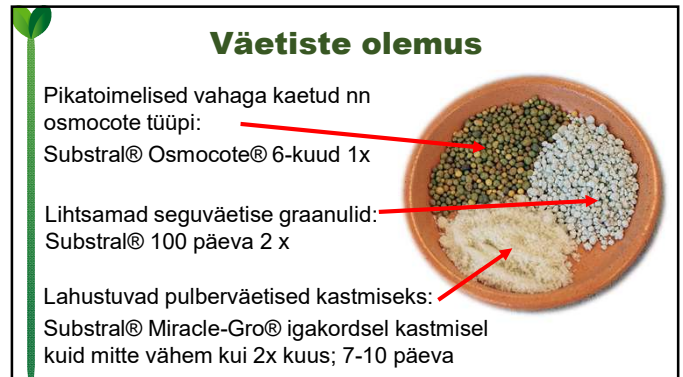 Väetiste olemus
Pikatoimelised vahaga kaetud nn
osmocote tüüpi:
Substral® Osmocote® 6-kuud 1x
Lihtsamad seguväetise graanulid:
Substral® 100 päeva 2 x
Lahustuvad pulberväetised kastmiseks:
Substral® Miracle-Gro® igakordsel kastmisel
kuid mitte vähem kui 2x kuus; 7-10 päeva